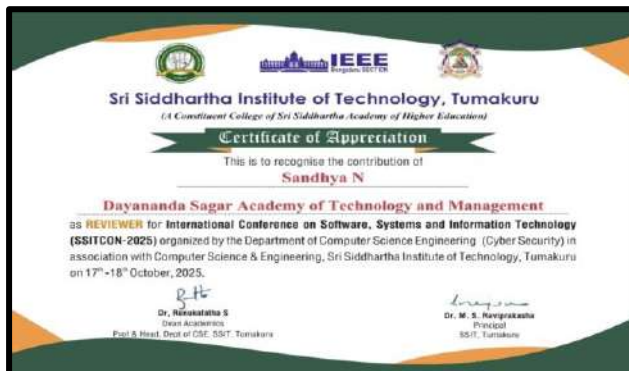 IEEE
Bengaluru SECTION
Sri Siddhartha Institute of Technology, Tumakuru
(A Constituent College of Sri Siddhartha Academy of Higher Education)
Certificate of Appreciation
This is to recognise the contribution of
Sandhya N
Dayananda Sagar Academy of Technology and Management
as REVIEWER for International Conference on Software, Systems and Information Technology
(SSITCON-2025) organized by the Department of Computer Science Engineering (Cyber Security) in
association with Computer Science & Engineering, Sri Siddhartha Institute of Technology, Tumakuru
on 17th -18th October, 2025.
Dr, Renukalatha S
Dean Academics
Prof & Head, Dept of CSE, SSIT, Tumakuru
Dr. M. S. Raviprakasha
Principal
SSIT, Tumakuru